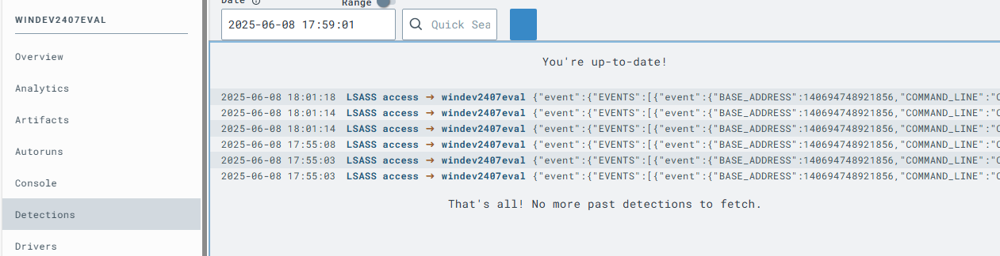 WINDEV2407EVAL
Overview
Analytics
Artifacts
Autoruns
Console
Detections
Drivers
Date
Range
2025-06-08 17:59:01
Quick Sea
You're up-to-date!
2025-06-08 18:01:18 LSASS access → windev2407eval {"event":{"EVENTS":[{"event":{"BASE_ADDRESS":140694748921856,"COMMAND_LINE":"C
2025-06-08 18:01:14 LSASS access → windev2407eval {"event":{"EVENTS":[{"event":{"BASE_ADDRESS":140694748921856,"COMMAND_LINE":"C
2025-06-08 18:01:14 LSASS access → windev2407eval {"event":{"EVENTS":[{"event":{"BASE_ADDRESS":140694748921856,"COMMAND_LINE":"C
2025-06-08 17:55:08 LSASS access → windev2407eval {"event":{"EVENTS":[{"event":{"BASE_ADDRESS":140694748921856,"COMMAND_LINE":"C
2025-06-08 17:55:03 LSASS access → windev2407eval {"event":{"EVENTS":[{"event":{"BASE_ADDRESS":140694748921856,"COMMAND_LINE":"C
2025-06-08 17:55:03 LSASS access → windev2407eval {"event":{"EVENTS":[{"event":{"BASE_ADDRESS":140694748921856,"COMMAND_LINE":"C
That's all! No more past detections to fetch.